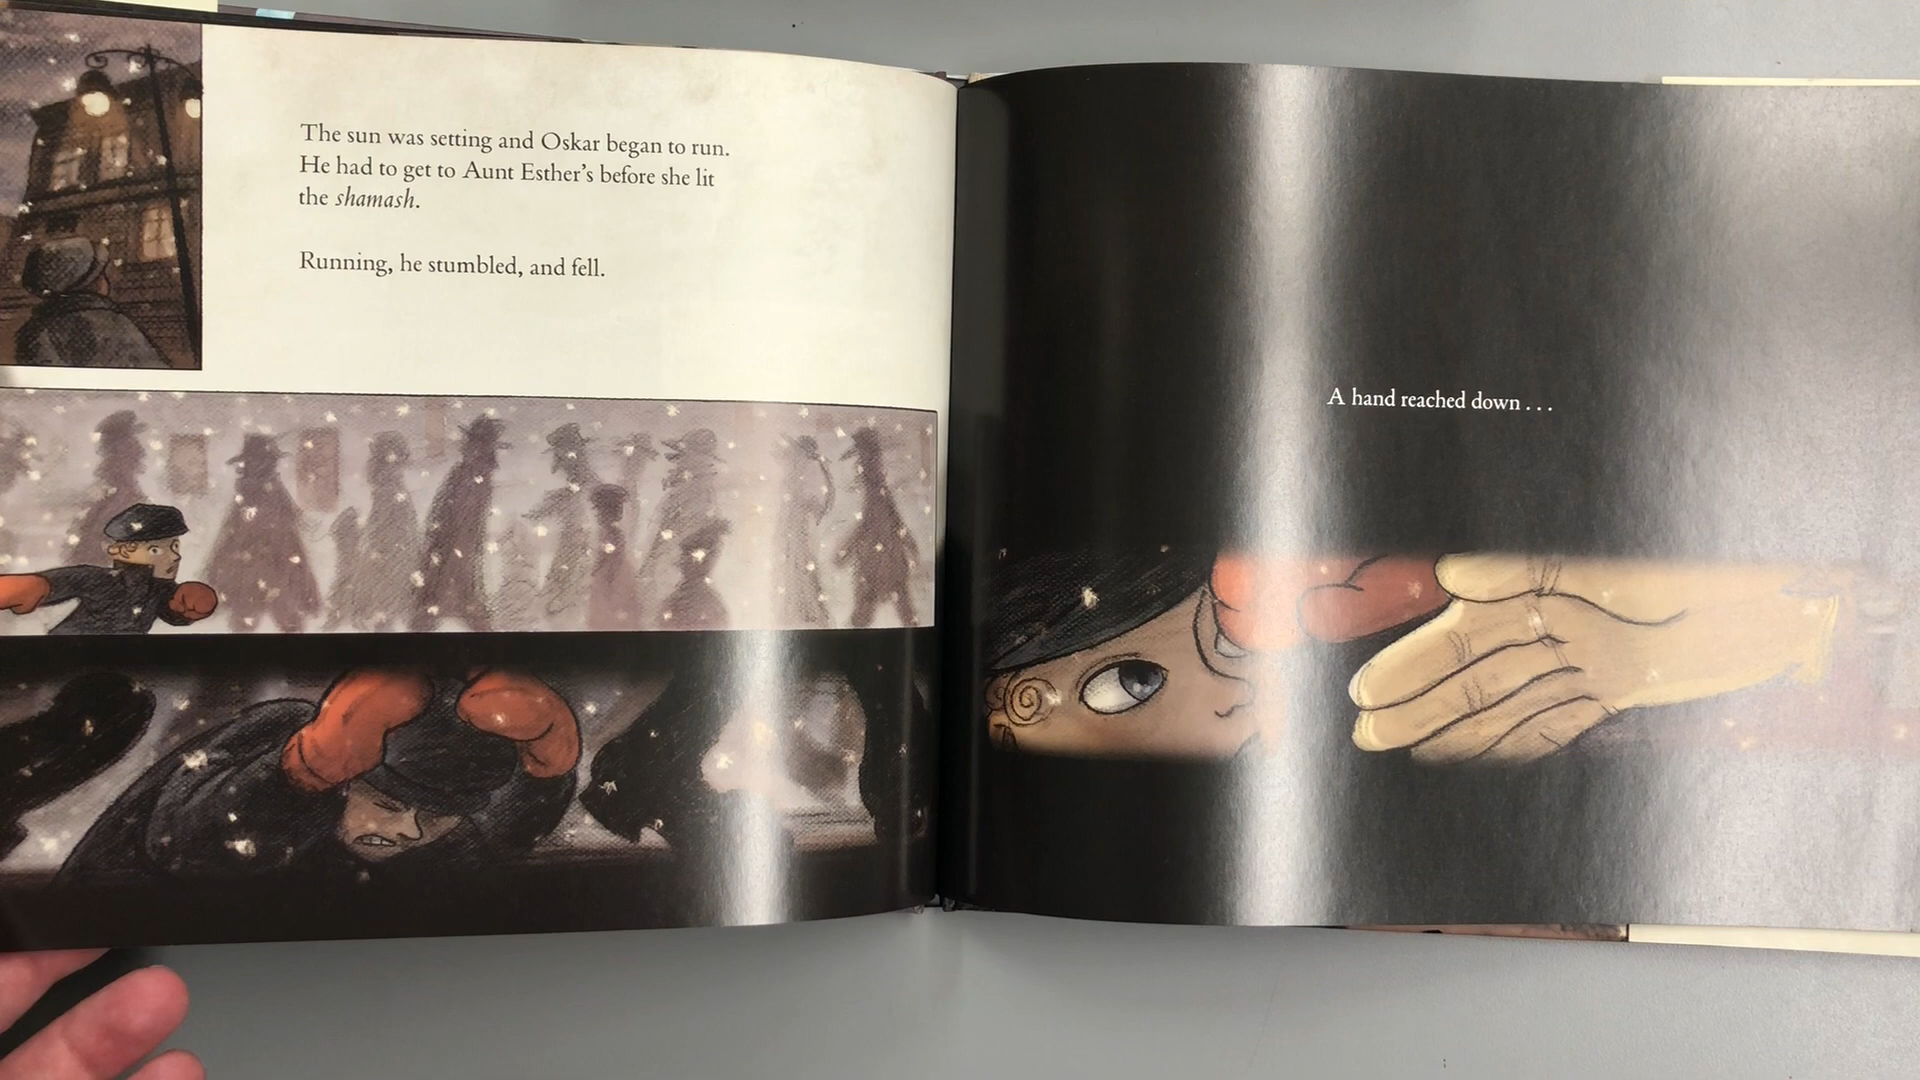 The sun was setting and Oskar began to run.
He had to get to Aunt Esther’s before she lit
the shamash.
Running, he stumbled, and fell.
A hand reached down . . .